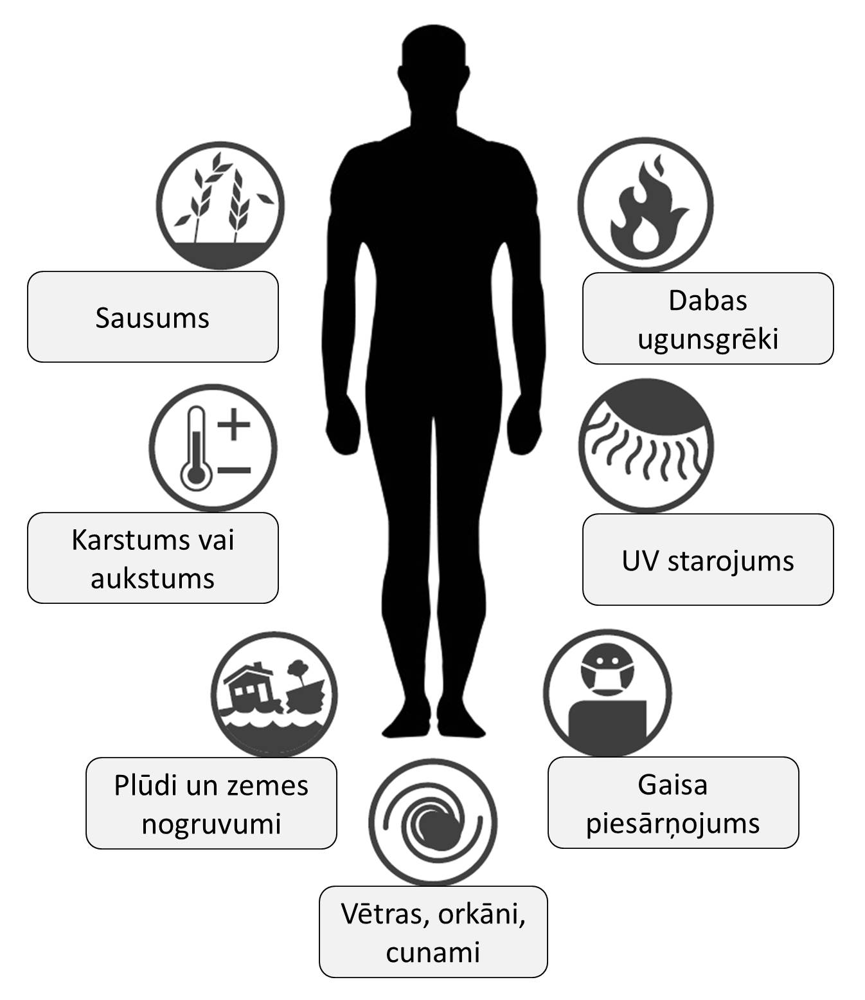 Sausums
Dabas
ugunsgrēki
Karstums vai
aukstums
UV starojums
Plūdi un zemes
nogruvumi
Gaisa
piesārņojums
Vētras, orkāni,
cunami